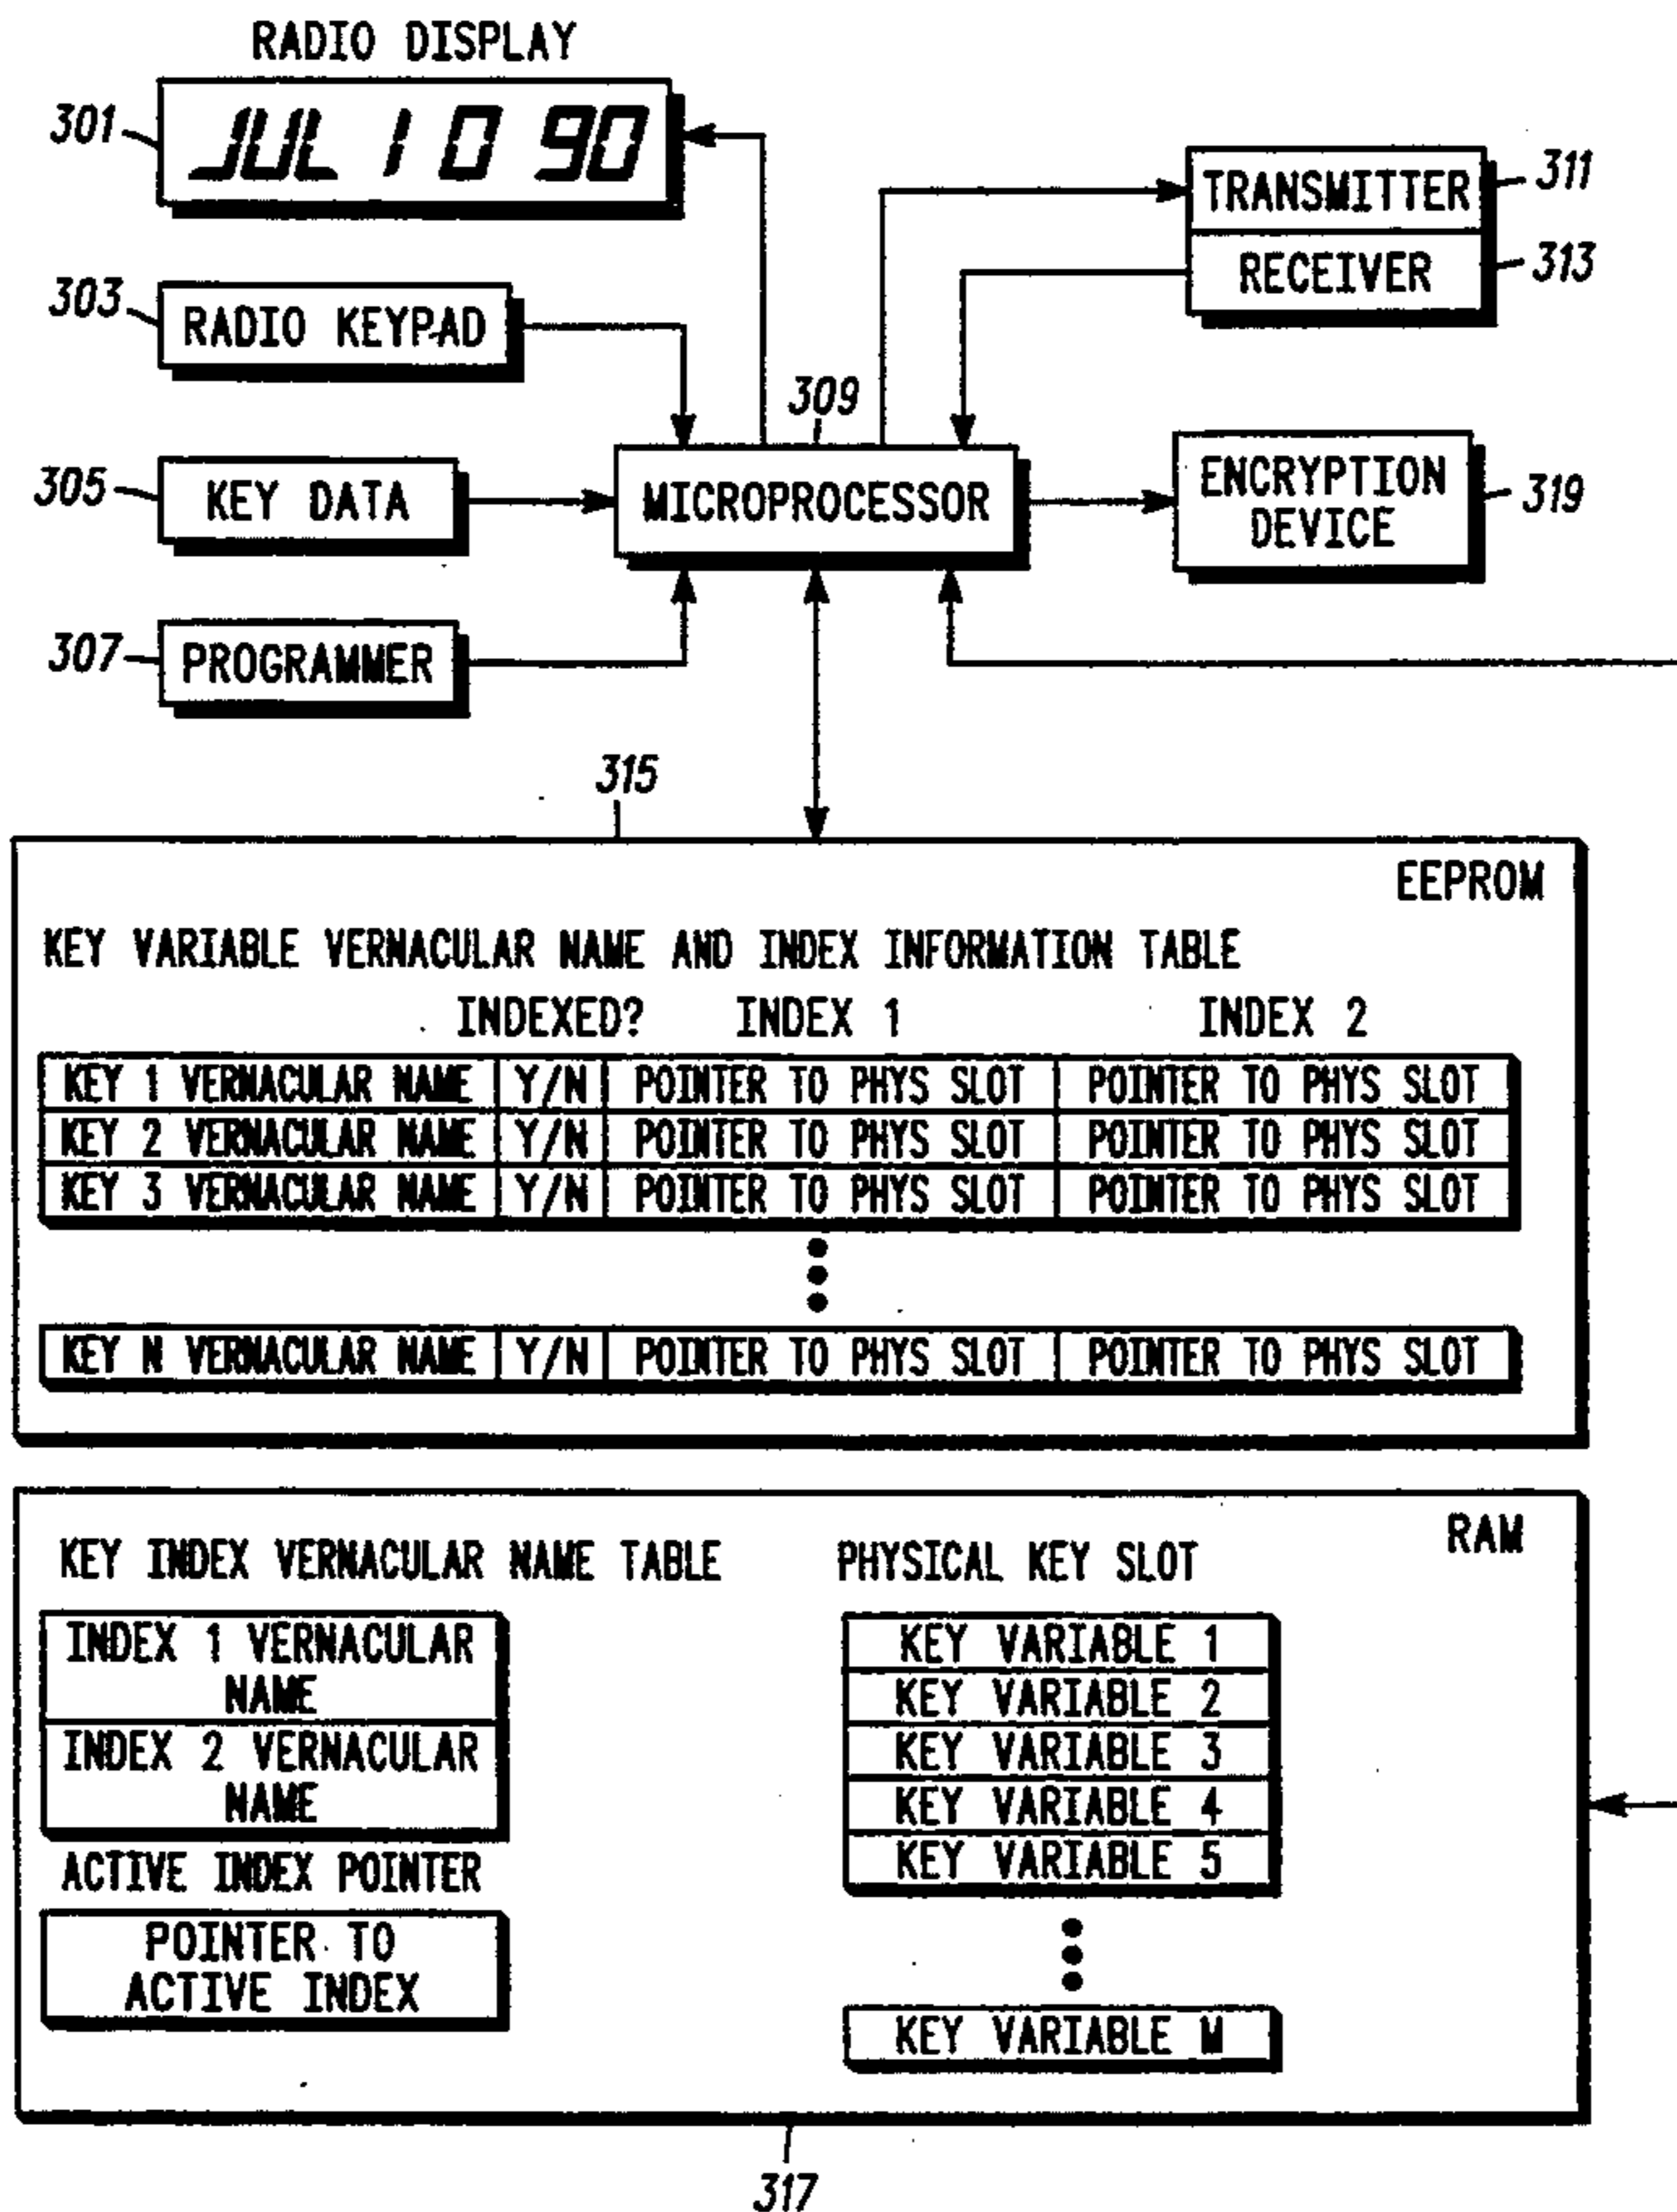 RADIO DISPLAY
301
JUL 10 90
TRANSMITTER
311
RECEIVER
313
303
RADIO KEYPAD
309
305
KEY DATA
MICROPROCESSOR
ENCRYPTION
DEVICE
319
307
PROGRAMMER
315
EEPROM
KEY VARIABLE VERNACULAR NAME AND INDEX INFORMATION TABLE
INDEXED? INDEX 1 INDEX 2
KEY 1 VERNACULAR NAME Y/N POINTER TO PHYS SLOT POINTER TO PHYS SLOT
KEY 2 VERNACULAR NAME Y/N POINTER TO PHYS SLOT POINTER TO PHYS SLOT
KEY 3 VERNACULAR NAME Y/N POINTER TO PHYS SLOT POINTER TO PHYS SLOT
KEY N VERNACULAR NAME Y/N POINTER TO PHYS SLOT POINTER TO PHYS SLOT
RAM
KEY INDEX VERNACULAR NAME TABLE
INDEX 1 VERNACULAR
NAME
INDEX 2 VERNACULAR
NAME
ACTIVE INDEX POINTER
POINTER TO
ACTIVE INDEX
PHYSICAL KEY SLOT
KEY VARIABLE 1
KEY VARIABLE 2
KEY VARIABLE 3
KEY VARIABLE 4
KEY VARIABLE 5
KEY VARIABLE M
317